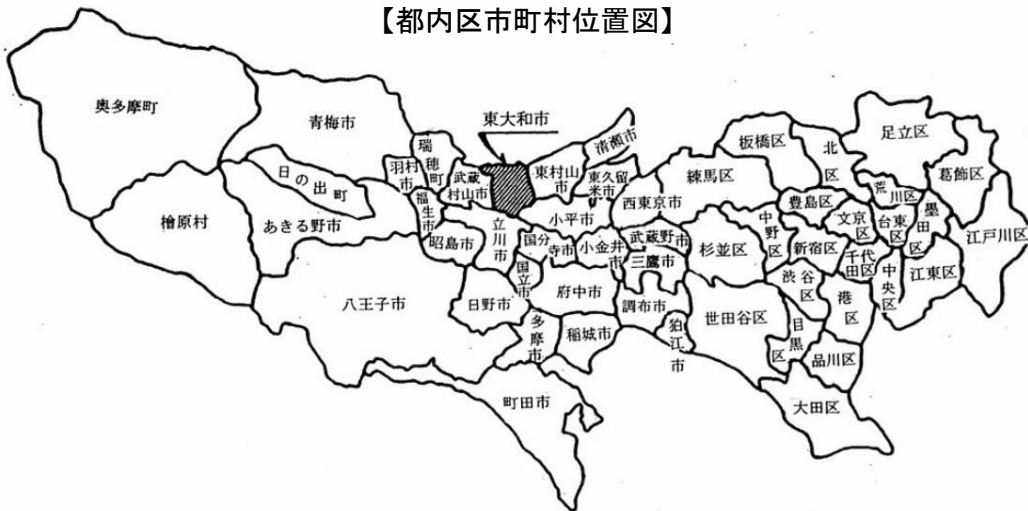 【都内区市町村位置図】
奥多摩町
青梅市
東大和市
清瀬市
板橋区
北区
足立区
瑞穂町
羽村市
武蔵村山市
東村山市
東久留米市
練馬区
荒川区
葛飾区
日の出町
檜原村
あきる野市
福生市
昭島市
立川市
小平市
西東京市
豊島区
文京区
台東区
墨田区
江戸川区
国分寺市
小金井市
武蔵野市
三鷹市
杉並区
中野区
新宿区
千代田区
国立市
渋谷区
港区
中央区
江東区
八王子市
日野市
府中市
調布市
狛江市
世田谷区
目黒区
品川区
多摩市
稲城市
町田市
大田区